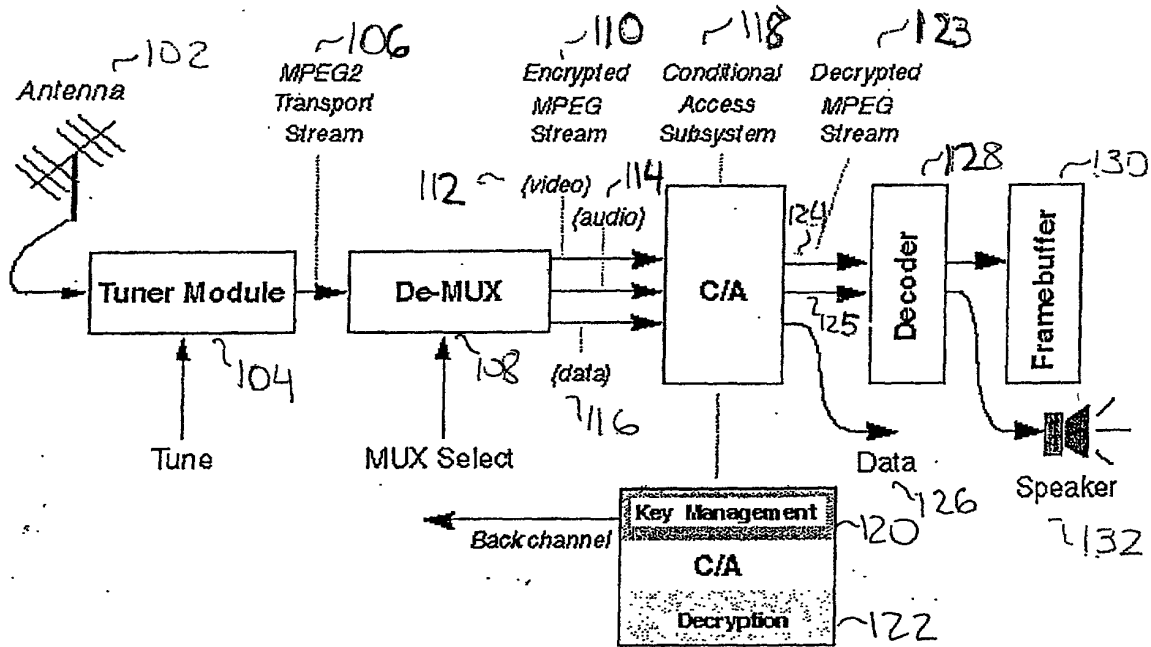 102
Antenna
106
MPEG2
Transport
Stream
110
Encrypted
MPEG
Stream
118
Conditional
Access
Subsystem
123
Decrypted
MPEG
Stream
112
(video)
114
(audio)
124
125
128
130
Tuner Module
De-MUX
C/A
Decoder
Framebuffer
104
108
(data)
116
Tune
MUX Select
Data
126
Speaker
132
Key Management
120
Backchannel
C/A
Decryption
122